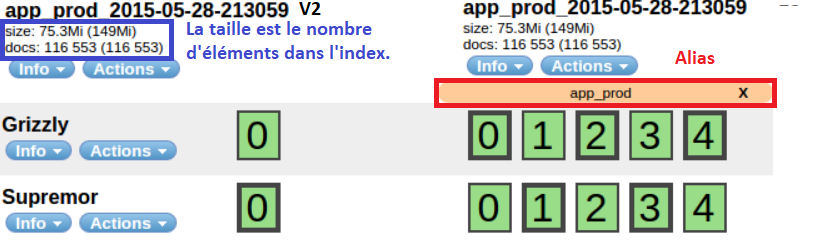 app_prod_2015-05-28-213059 V2
size: 75.3Mi (149Mi)
docs: 116 553 (116 553)
La taille est le nombre
d'éléments dans l'index.
Info Actions
app_prod_2015-05-28-213059
size: 75.3Mi (149Mi)
docs: 116 553 (116 553)
Info Actions
Alias
app_prod X
Grizzly
Info Actions
0
0 1 2 3 4
Supremor
Info Actions
0
0 1 2 3 4